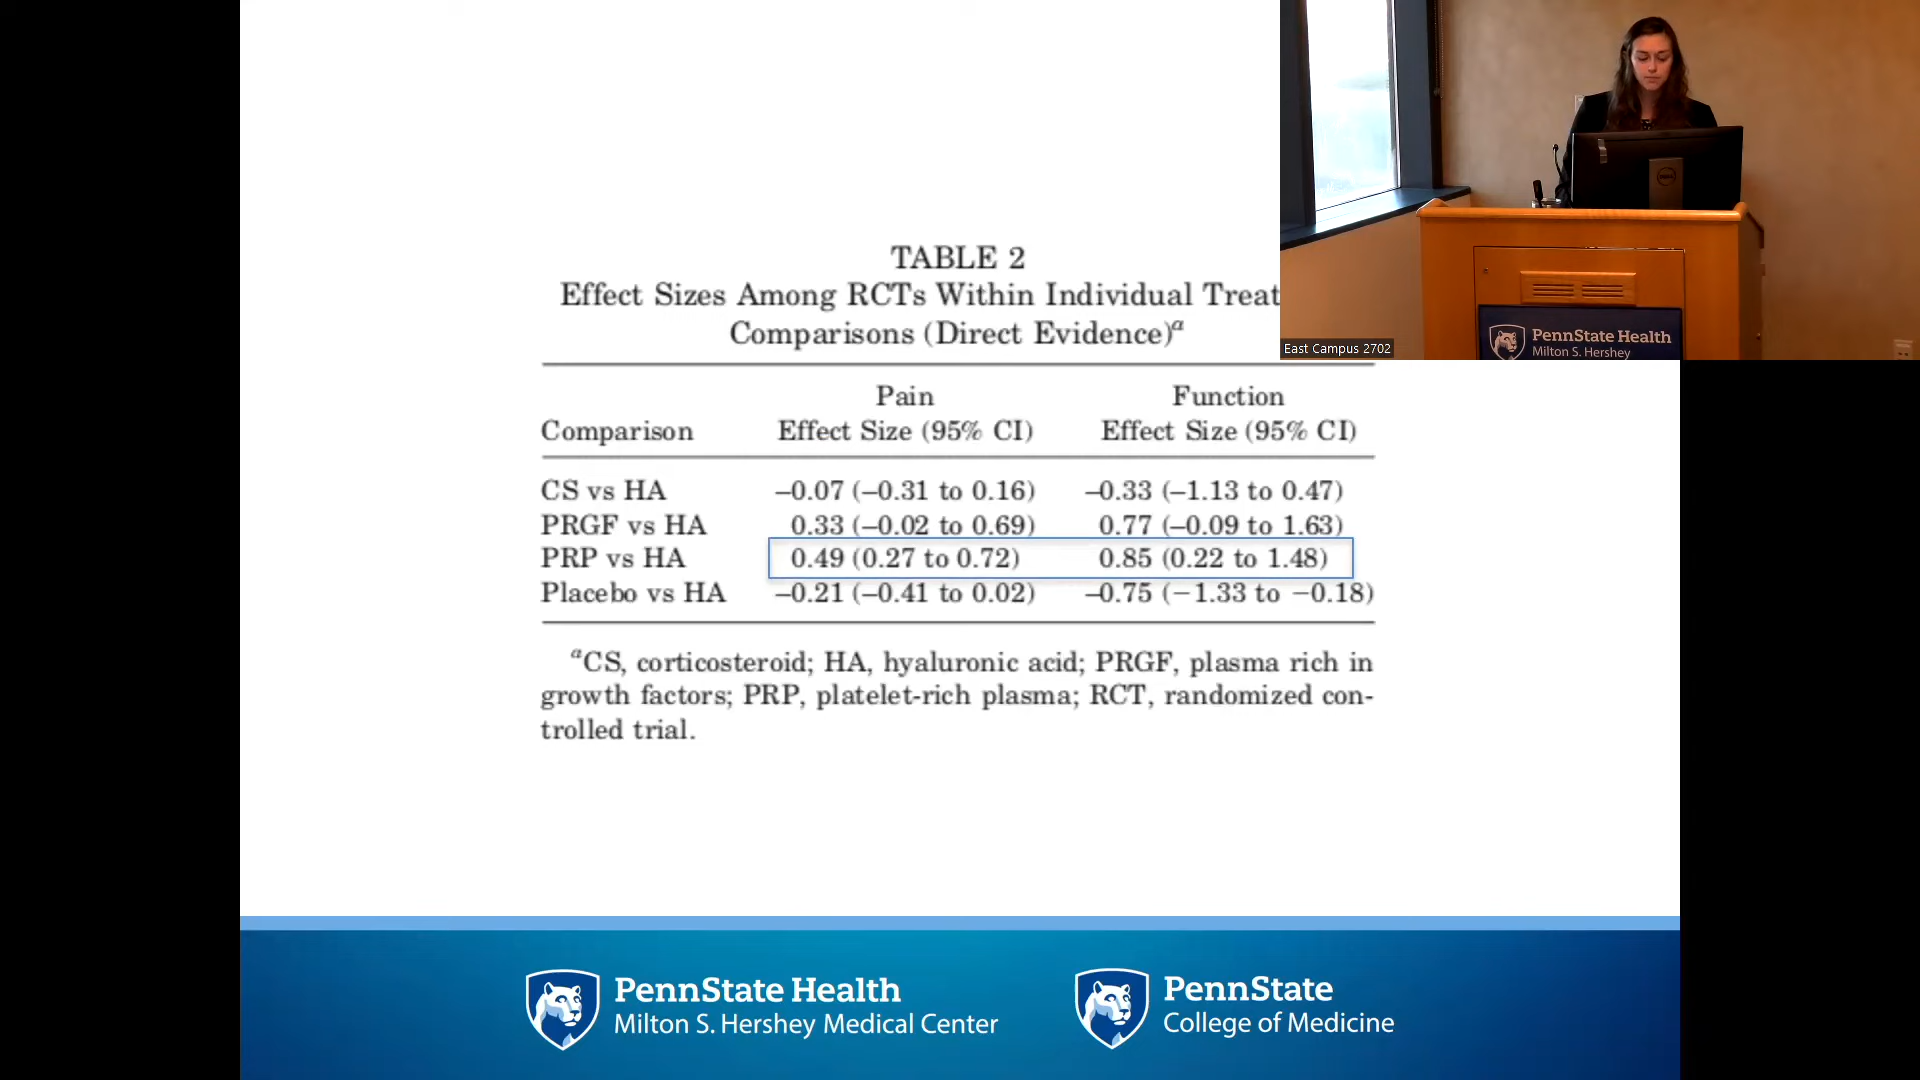 TABLE 2
Effect Sizes Among RCTs Within Individual Treat
Comparisons (Direct Evidence)a
Pain Function
Comparison Effect Size (95% CI) Effect Size (95% CI)
CS vs HA –0.07 (–0.31 to 0.16) –0.33 (–1.13 to 0.47)
PRGF vs HA 0.33 (–0.02 to 0.69) 0.77 (–0.09 to 1.63)
PRP vs HA 0.49 (0.27 to 0.72) 0.85 (0.22 to 1.48)
Placebo vs HA –0.21 (–0.41 to 0.02) –0.75 (−1.33 to −0.18)
aCS, corticosteroid; HA, hyaluronic acid; PRGF, plasma rich in
growth factors; PRP, platelet-rich plasma; RCT, randomized con-
trolled trial.
PennState Health
Milton S. Hershey
East Campus 2702
PennState Health
Milton S. Hershey Medical Center
PennState
College of Medicine